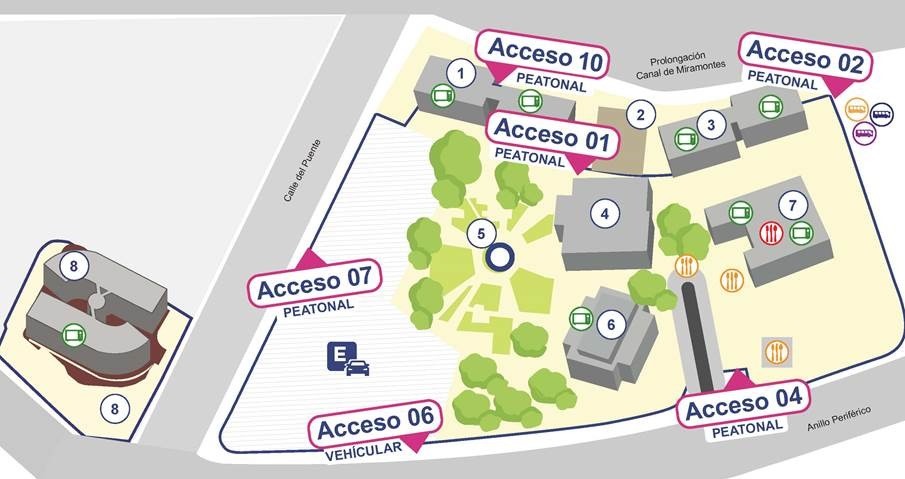 Acceso 10
PEATONAL
Prolongación
Canal de Miramontes
Acceso 02
PEATONAL
1
2
3
Acceso 01
PEATONAL
Calle del Puente
4
7
5
8
Acceso 07
PEATONAL
6
E
8
Acceso 06
VEHÍCULAR
Acceso 04
PEATONAL
Anillo Periférico